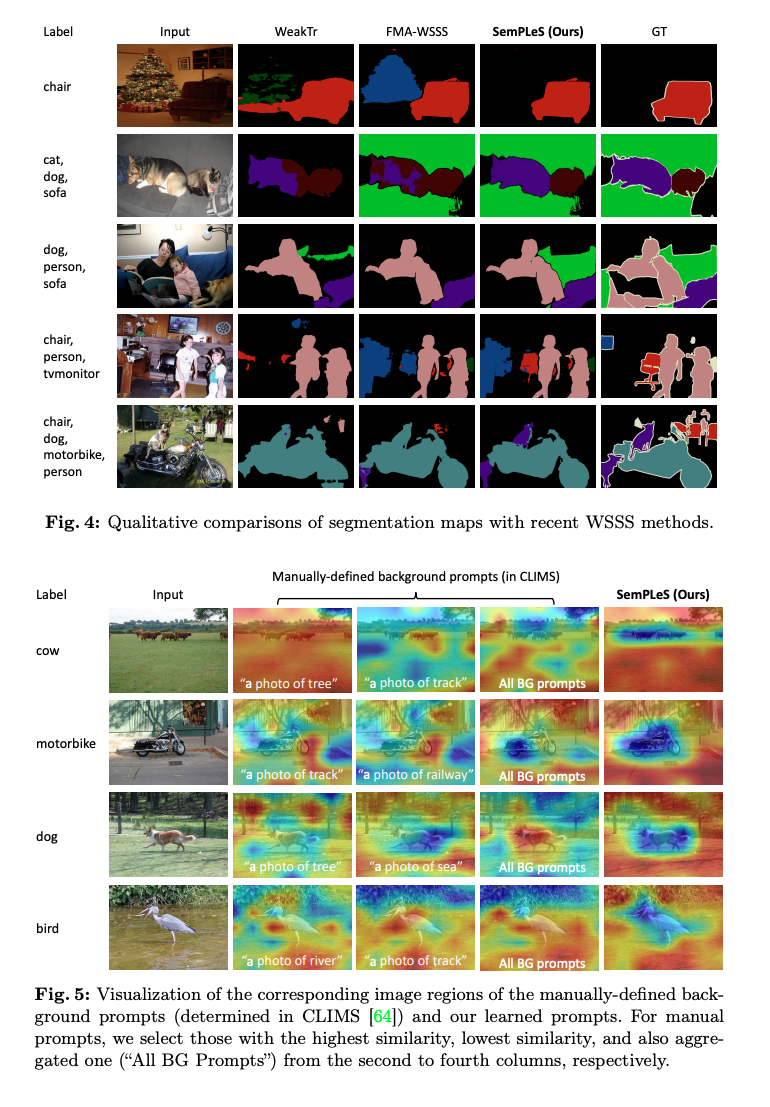 Label Input WeakTr FMA-WSSS SemPLeS (Ours) GT
chair
cat,
dog,
sofa
dog,
person,
sofa
chair,
person,
tvmonitor
chair,
dog,
motorbike,
person
Fig. 4: Qualitative comparisons of segmentation maps with recent WSSS methods.
Manually-defined background prompts (in CLIMS)
Label Input SemPLeS (Ours)
cow
“a photo of tree” “a photo of track” All BG prompts
motorbike
“a photo of track” “a photo of railway” All BG prompts
dog
“a photo of tree” “a photo of sea” All BG prompts
bird
“a photo of river” “a photo of track” All BG prompts
Fig. 5: Visualization of the corresponding image regions of the manually-defined back-
ground prompts (determined in CLIMS [64]) and our learned prompts. For manual
prompts, we select those with the highest similarity, lowest similarity, and also aggre-
gated one (“All BG Prompts”) from the second to fourth columns, respectively.